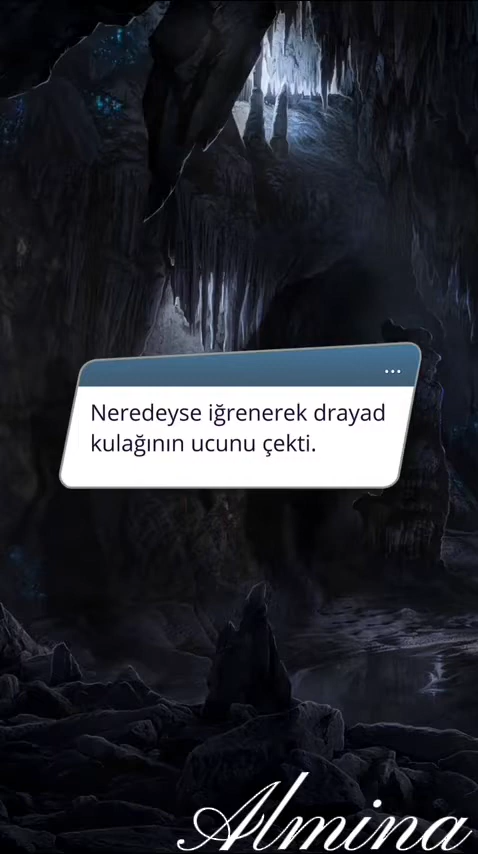 ...
Neredeyse iğrenerek drayad
kulağının ucunu çekti.
Almina